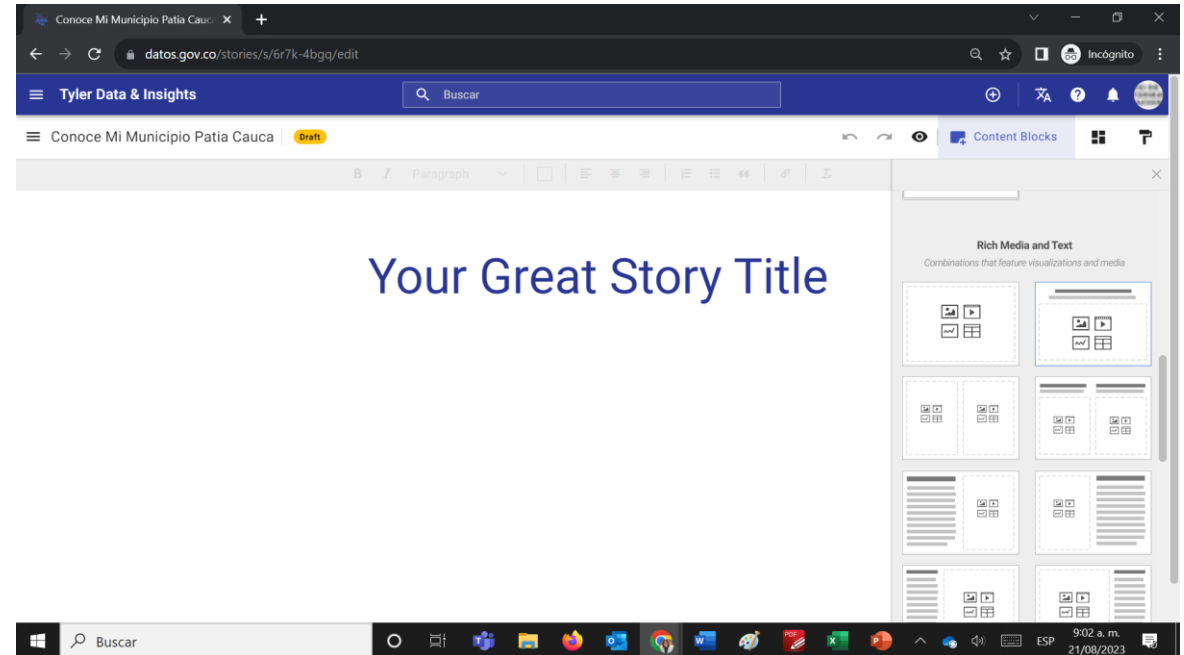 Conoce Mi Municipio Patia Cauca
datos.gov.co/stories/s/6r7k-4bgq/edit
Incógnito
Tyler Data & Insights
Buscar
Conoce Mi Municipio Patia Cauca
Draft
Content Blocks
B I Paragraph
Your Great Story Title
Rich Media and Text
Combinations that feature visualizations and media
Buscar
ESP
9:02 a. m.
21/08/2023